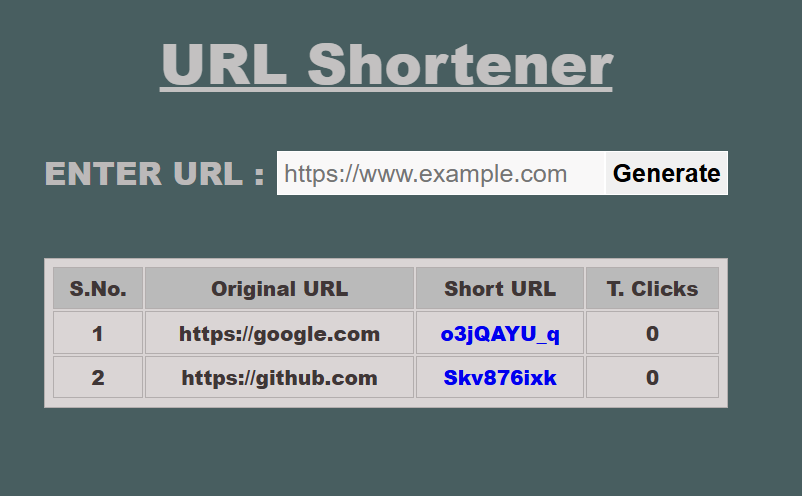 URL Shortener
ENTER URL : https://www.example.com Generate
S.No. Original URL Short URL T. Clicks
1 https://google.com o3jQAYU_q 0
2 https://github.com Skv876ixk 0